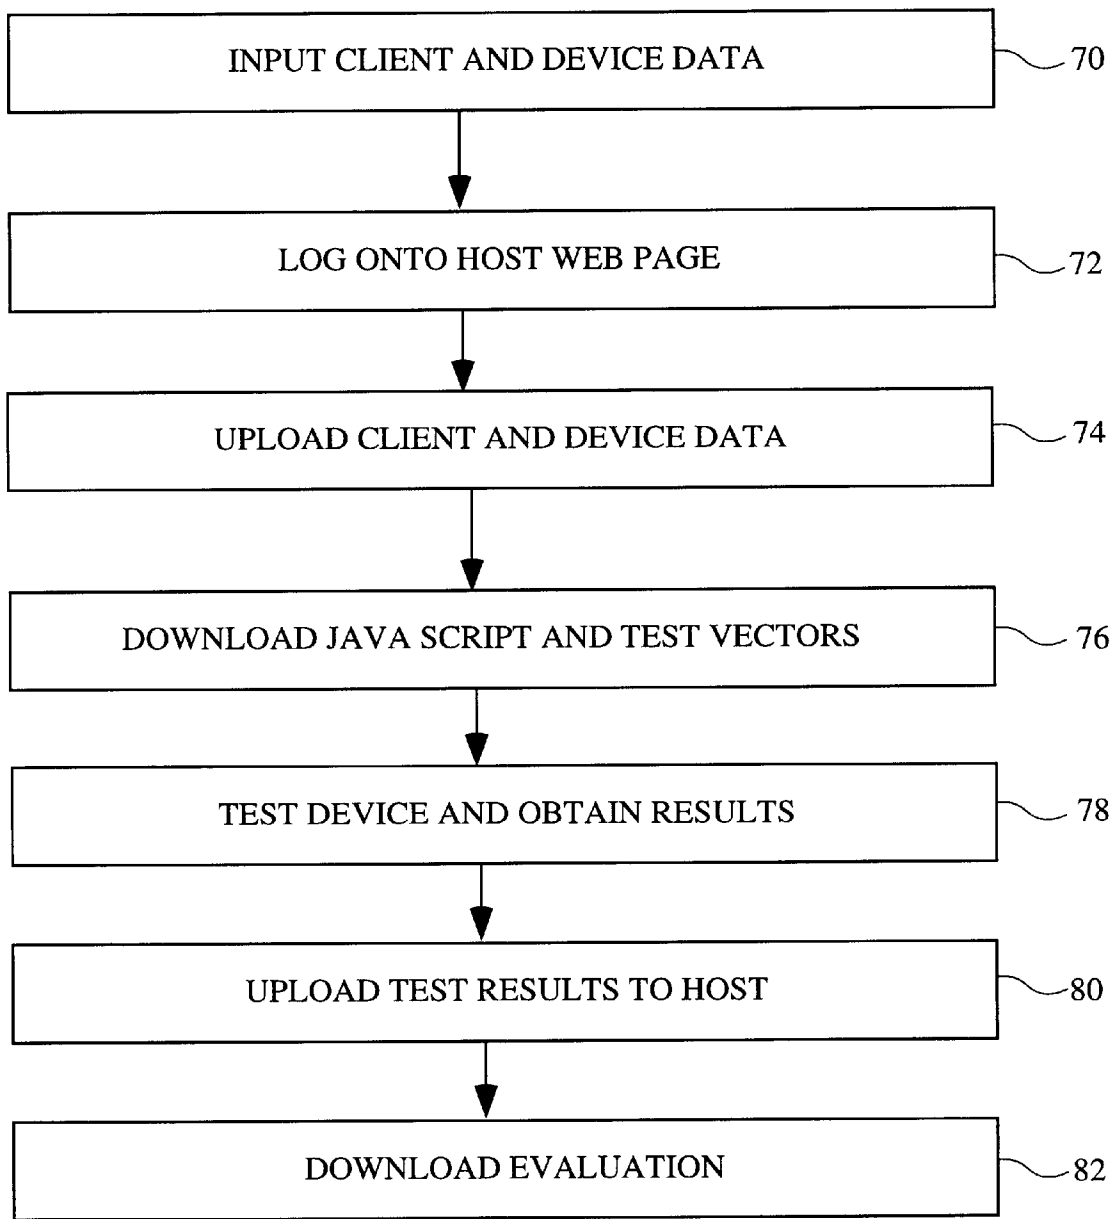 INPUT CLIENT AND DEVICE DATA 70
LOG ONTO HOST WEB PAGE 72
UPLOAD CLIENT AND DEVICE DATA 74
DOWNLOAD JAVA SCRIPT AND TEST VECTORS 76
TEST DEVICE AND OBTAIN RESULTS 78
UPLOAD TEST RESULTS TO HOST 80
DOWNLOAD EVALUATION 82